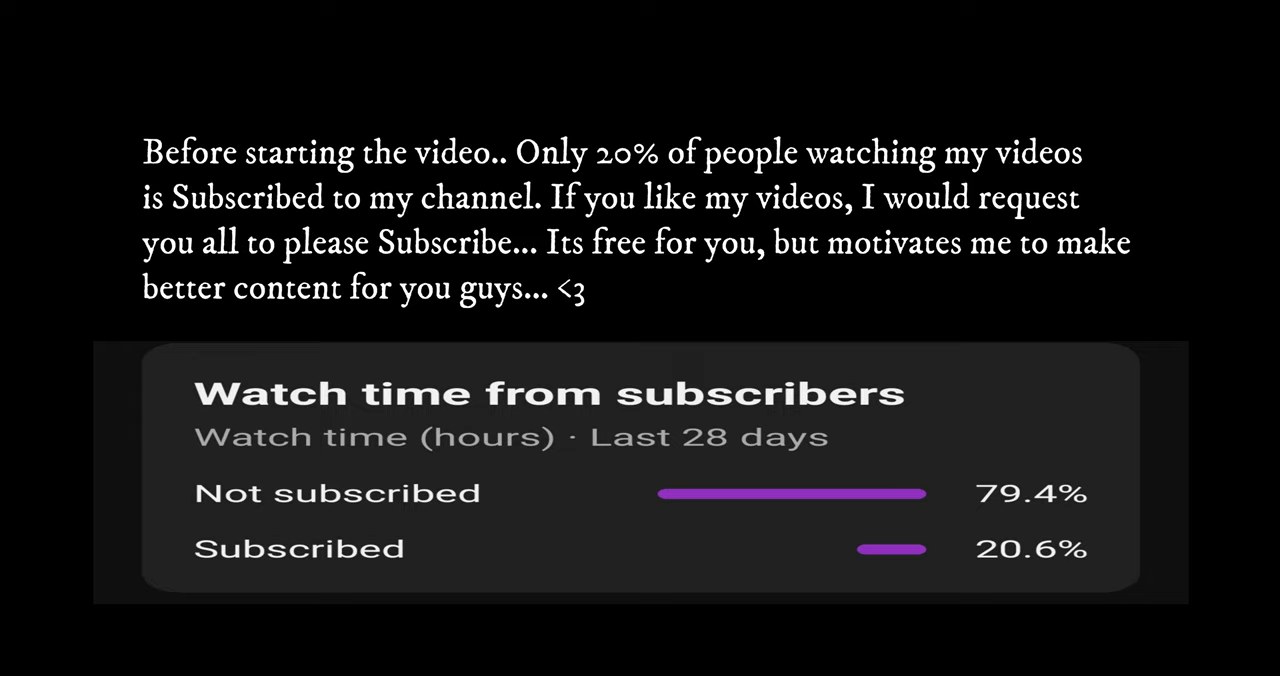 Before starting the video.. Only 20% of people watching my videos
is Subscribed to my channel. If you like my videos, I would request
you all to please Subscribe... Its free for you, but motivates me to make
better content for you guys... <3
Watch time from subscribers
Watch time (hours) · Last 28 days
Not subscribed 79.4%
Subscribed 20.6%